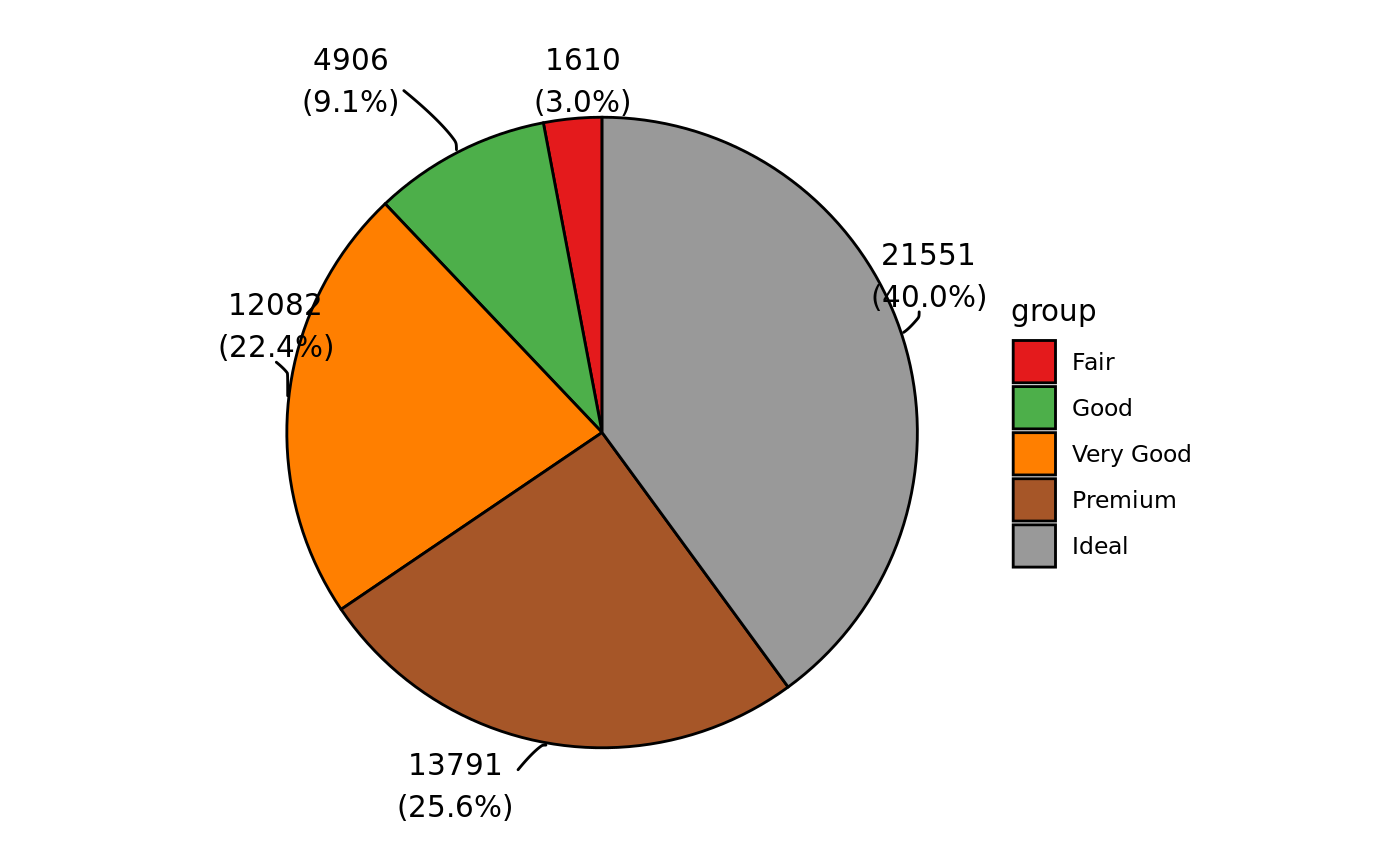 4906
(9.1%)
1610
(3.0%)
21551
(40.0%)
12082
(22.4%)
13791
(25.6%)
group
Fair
Good
Very Good
Premium
Ideal